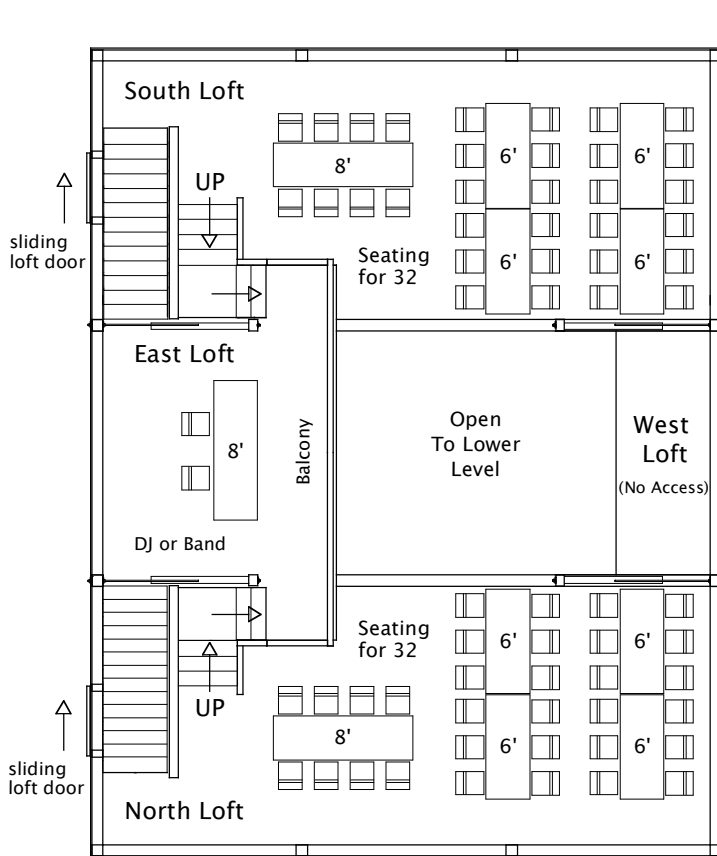 South Loft
UP
8'
6'
6'
sliding
loft door
Seating
for 32
6'
6'
East Loft
8'
Balcony
Open
To Lower
Level
West
Loft
(No Access)
DJ or Band
Seating
for 32
6'
6'
UP
8'
6'
6'
sliding
loft door
North Loft